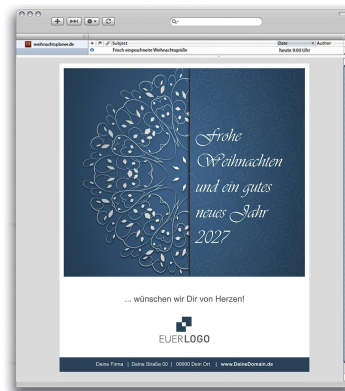 weihnachtsplaner.de
Subject
Date
Author
Frisch eingeschneite Weihnachtsgrüße
heute 9.00 Uhr
Frohe
Weihnachten
und ein gutes
neues Jahr
2027
... wünschen wir Dir von Herzen!
EUERLOGO
Deine Firma | Deine Straße 00 | 00000 Dein Ort | www.DeineDomain.de